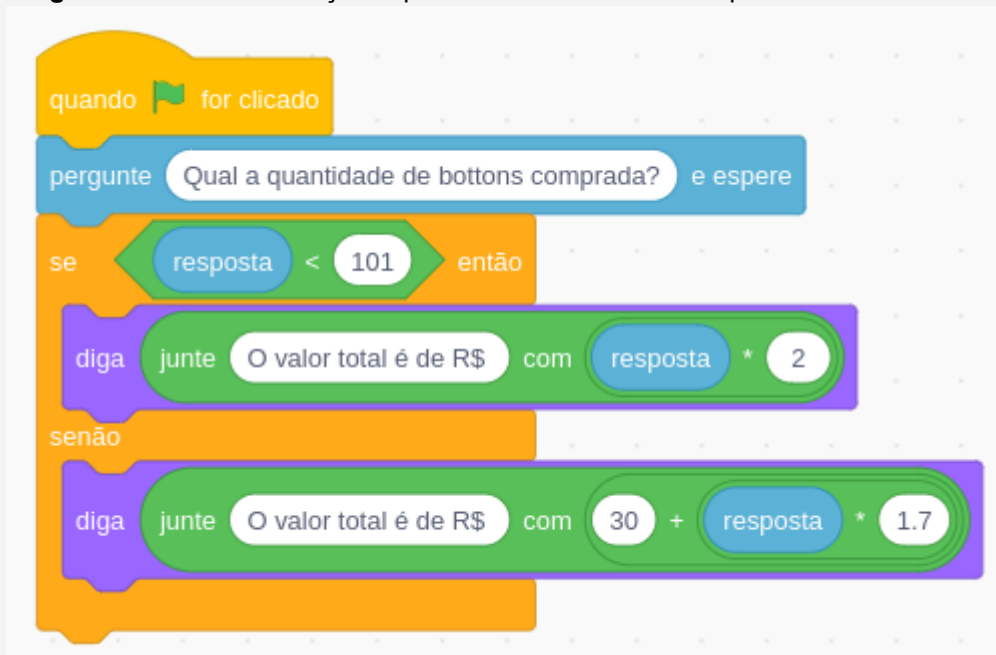 quando for clicado
pergunte Qual a quantidade de bottons comprada? e espere
se resposta < 101 então
diga junte O valor total é de R$ com resposta * 2
senão
diga junte O valor total é de R$ com 30 + resposta * 1.7